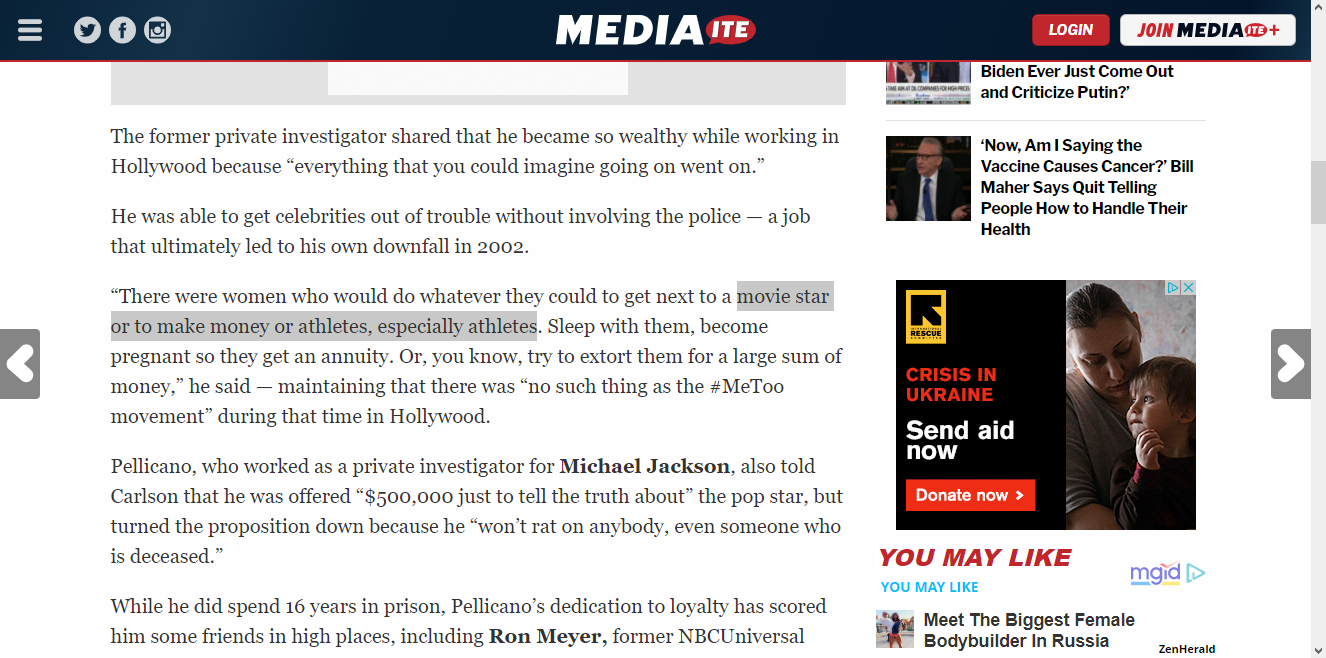 MEDIAITE
LOGIN
JOIN MEDIAITE+
The former private investigator shared that he became so wealthy while working in
Hollywood because “everything that you could imagine going on went on.”
He was able to get celebrities out of trouble without involving the police — a job
that ultimately led to his own downfall in 2002.
“There were women who would do whatever they could to get next to a movie star
or to make money or athletes, especially athletes. Sleep with them, become
pregnant so they get an annuity. Or, you know, try to extort them for a large sum of
money,” he said — maintaining that there was “no such thing as the #MeToo
movement” during that time in Hollywood.
Pellicano, who worked as a private investigator for Michael Jackson, also told
Carlson that he was offered “$500,000 just to tell the truth about” the pop star, but
turned the proposition down because he “won’t rat on anybody, even someone who
is deceased.”
While he did spend 16 years in prison, Pellicano’s dedication to loyalty has scored
him some friends in high places, including Ron Meyer, former NBCUniversal
Biden Ever Just Come Out
and Criticize Putin?’
‘Now, Am I Saying the
Vaccine Causes Cancer?’ Bill
Maher Says Quit Telling
People How to Handle Their
Health
INTERNATIONAL
RESCUE
COMMITTEE
CRISIS IN
UKRAINE
Send aid
now
Donate now >
YOU MAY LIKE
mgid
YOU MAY LIKE
Meet The Biggest Female
Bodybuilder In Russia
ZenHerald